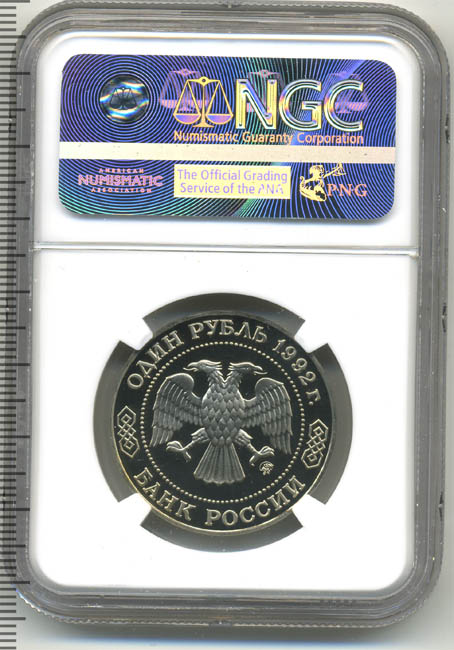 NGC
Numismatic Guaranty Corporation
AMERICAN
NUMISMATIC
ASSOCIATION
The Official Grading
Service of the PNG
PNG
ОДИН РУБЛЬ 1992 г.
БАНК РОССИИ